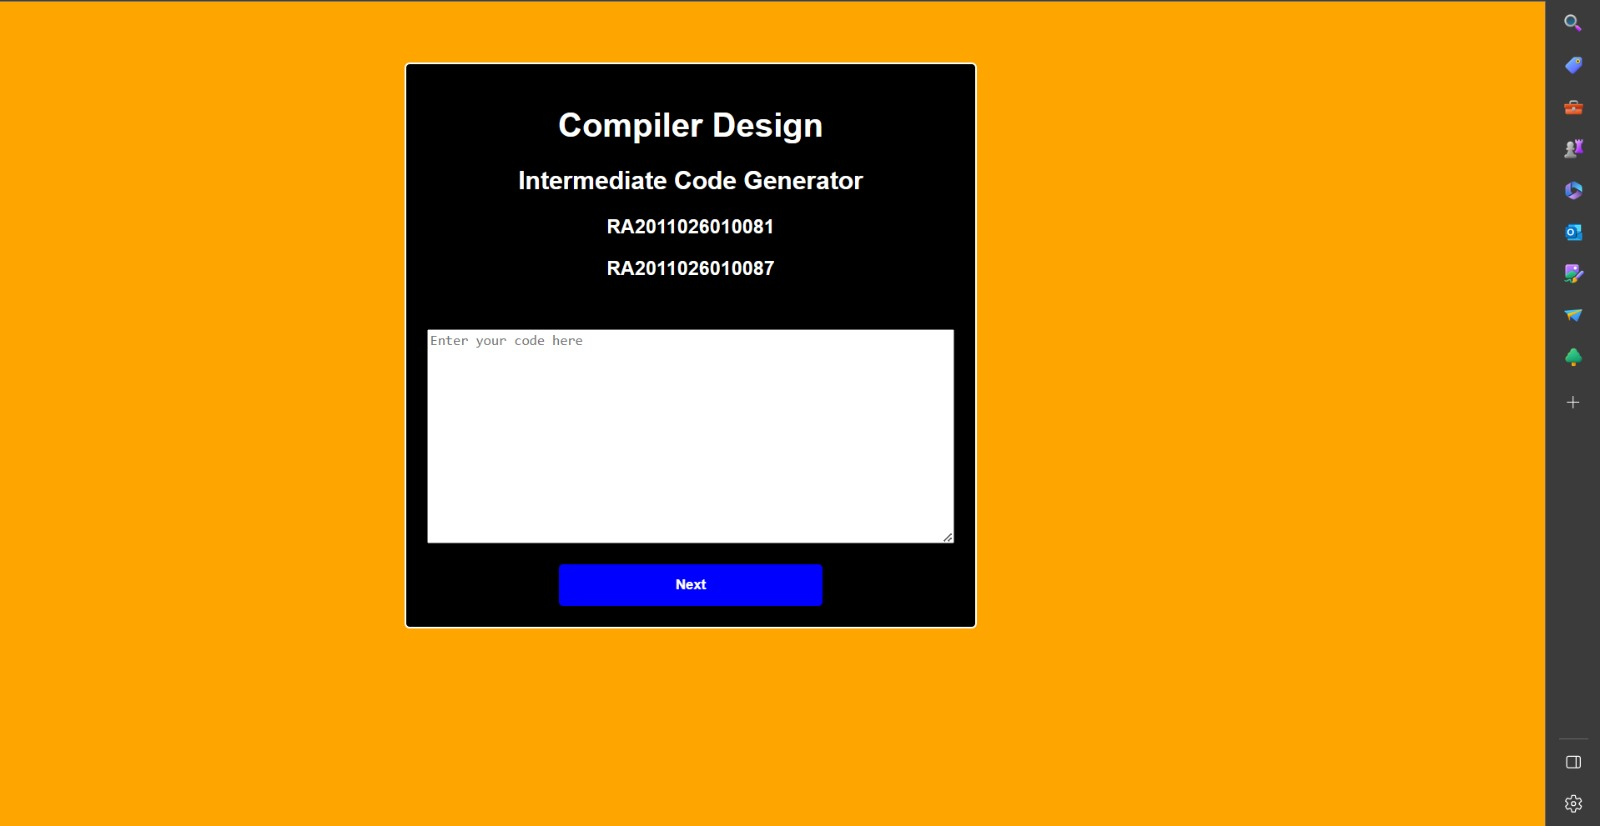 Compiler Design
Intermediate Code Generator
RA2011026010081
RA2011026010087
Enter your code here
Next